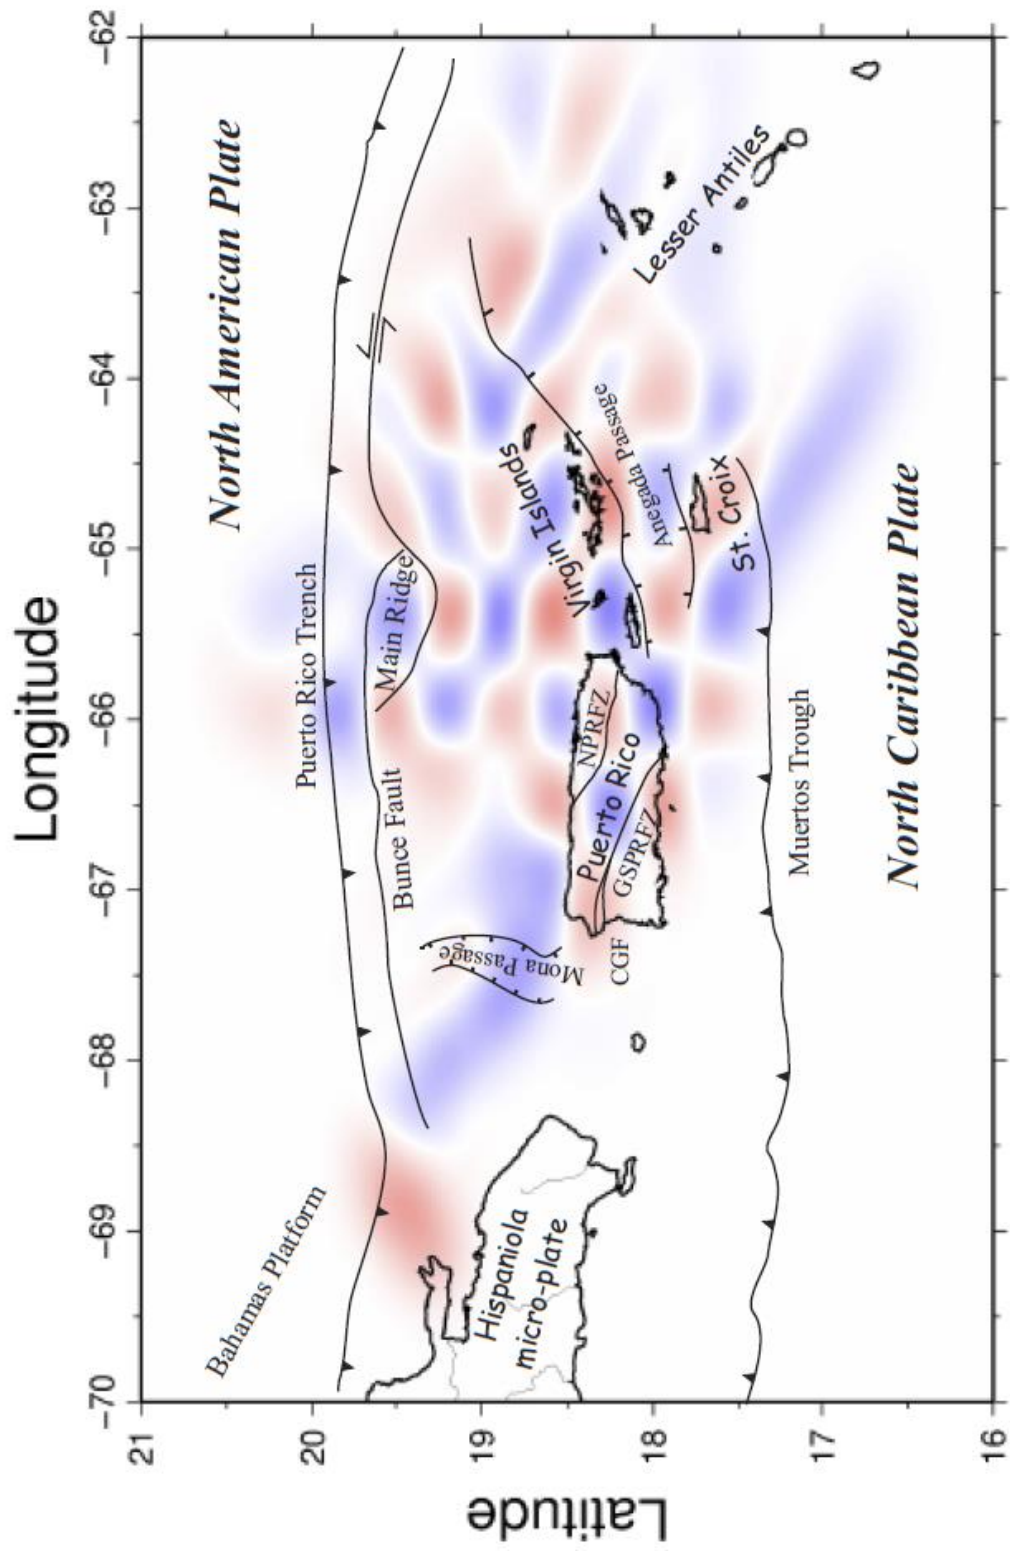 Longitude
−70
−69
−68
−67
−66
−65
−64
−63
−62
Latitude
21
20
19
18
17
16
North American Plate
Bahamas Platform
Puerto Rico Trench
Bunce Fault
Main Ridge
Mona Passage
Hispaniola
micro-plate
CGF
Puerto Rico
NPRFZ
GSPRFZ
Virgin Islands
Anegada Passage
St. Croix
Lesser Antiles
Muertos Trough
North Caribbean Plate